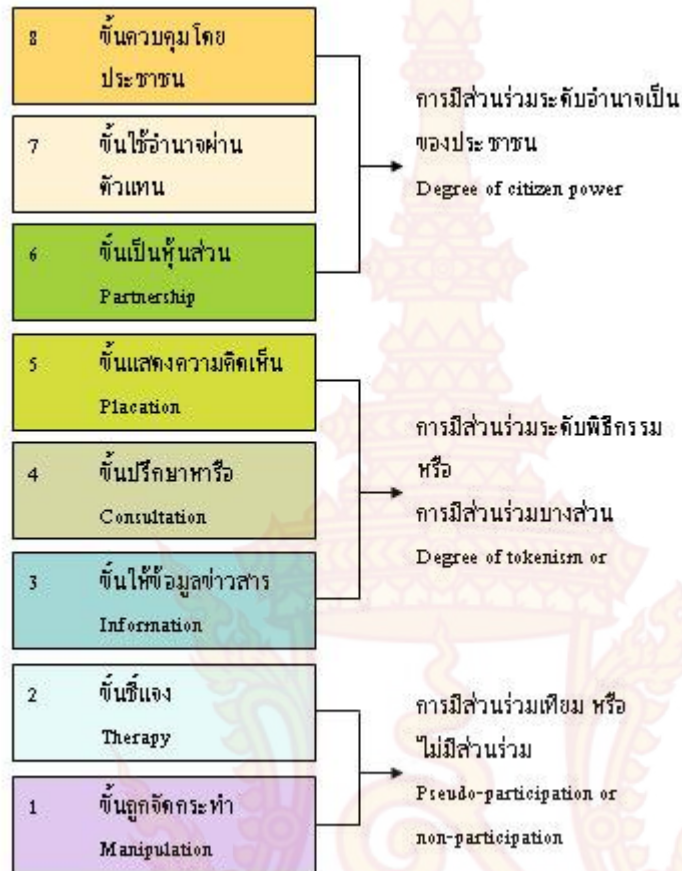 8 ขั้นควบคุมโดย
ประชาชน
7 ขั้นใช้อำนาจผ่าน
ตัวแทน
6 ขั้นเป็นหุ้นส่วน
Partnership
การมีส่วนร่วมระดับอำนาจเป็น
ของประชาชน
Degree of citizen power
5 ขั้นแสดงความคิดเห็น
Placation
4 ขั้นปรึกษาหารือ
Consultation
3 ขั้นให้ข้อมูลข่าวสาร
Information
การมีส่วนร่วมระดับพิธีกรรม
หรือ
การมีส่วนร่วมบางส่วน
Degree of tokenism or
2 ขั้นชี้แจง
Therapy
1 ขั้นถูกจัดกระทำ
Manipulation
การมีส่วนร่วมเทียม หรือ
ไม่มีส่วนร่วม
Pseudo-participation or
non-participation